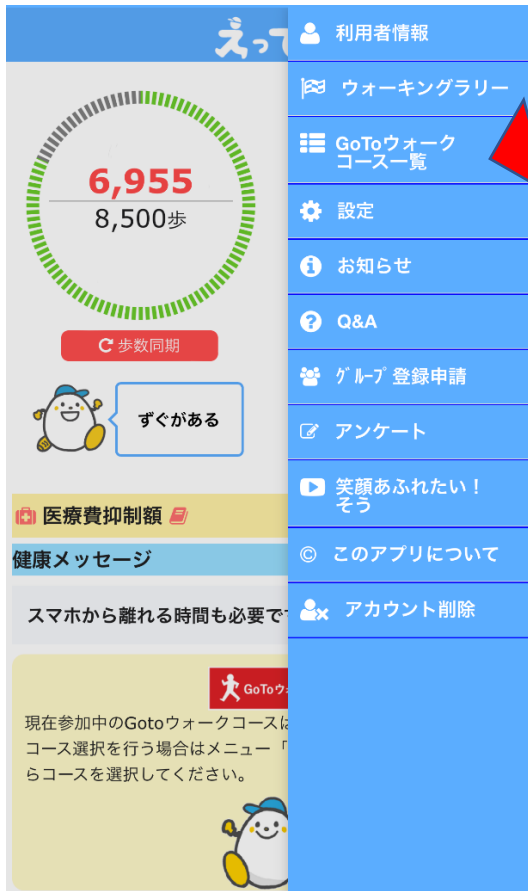 えって
6,955
8,500歩
歩数同期
ずぐがある
医療費抑制額
健康メッセージ
スマホから離れる時間も必要で
GoToウ
現在参加中のGotoウォークコースは
コース選択を行う場合はメニュー「
らコースを選択してください。
利用者情報
ウォーキングラリー
GoToウォーク
コース一覧
設定
お知らせ
Q&A
ｸﾞﾙｰﾌﾟ登録申請
アンケート
笑顔あふれたい！
そう
© このアプリについて
アカウント削除